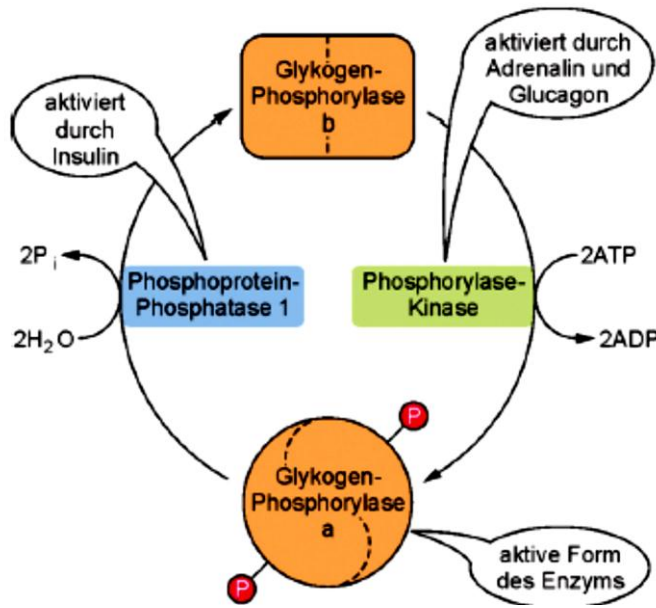 Glykogen-
Phosphorylase
b
aktiviert durch
Adrenalin und
Glucagon
aktiviert
durch
Insulin
2Pi
2H2O
Phosphoprotein-
Phosphatase 1
Phosphorylase-
Kinase
2ATP
2ADP
P
Glykogen-
Phosphorylase
a
P
aktive Form
des Enzyms